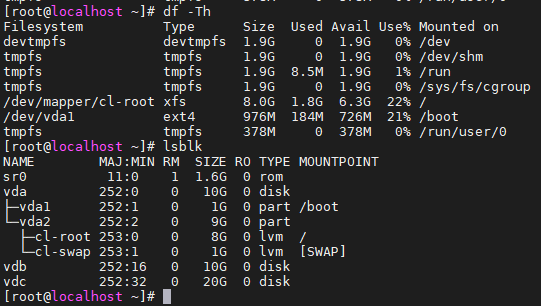 [root@localhost ~]# df -Th
Filesystem          Type      Size  Used Avail Use% Mounted on
devtmpfs            devtmpfs  1.9G     0  1.9G   0% /dev
tmpfs               tmpfs     1.9G     0  1.9G   0% /dev/shm
tmpfs               tmpfs     1.9G  8.5M  1.9G   1% /run
tmpfs               tmpfs     1.9G     0  1.9G   0% /sys/fs/cgroup
/dev/mapper/cl-root xfs       8.0G  1.8G  6.3G  22% /
/dev/vda1           ext4      976M  184M  726M  21% /boot
tmpfs               tmpfs     378M     0  378M   0% /run/user/0
[root@localhost ~]# lsblk
NAME        MAJ:MIN RM  SIZE RO TYPE MOUNTPOINT
sr0          11:0    1  1.6G  0 rom
vda         252:0    0   10G  0 disk
├─vda1      252:1    0    1G  0 part /boot
└─vda2      252:2    0    9G  0 part
  ├─cl-root 253:0    0    8G  0 lvm  /
  └─cl-swap 253:1    0    1G  0 lvm  [SWAP]
vdb         252:16   0   10G  0 disk
vdc         252:32   0   20G  0 disk
[root@localhost ~]#